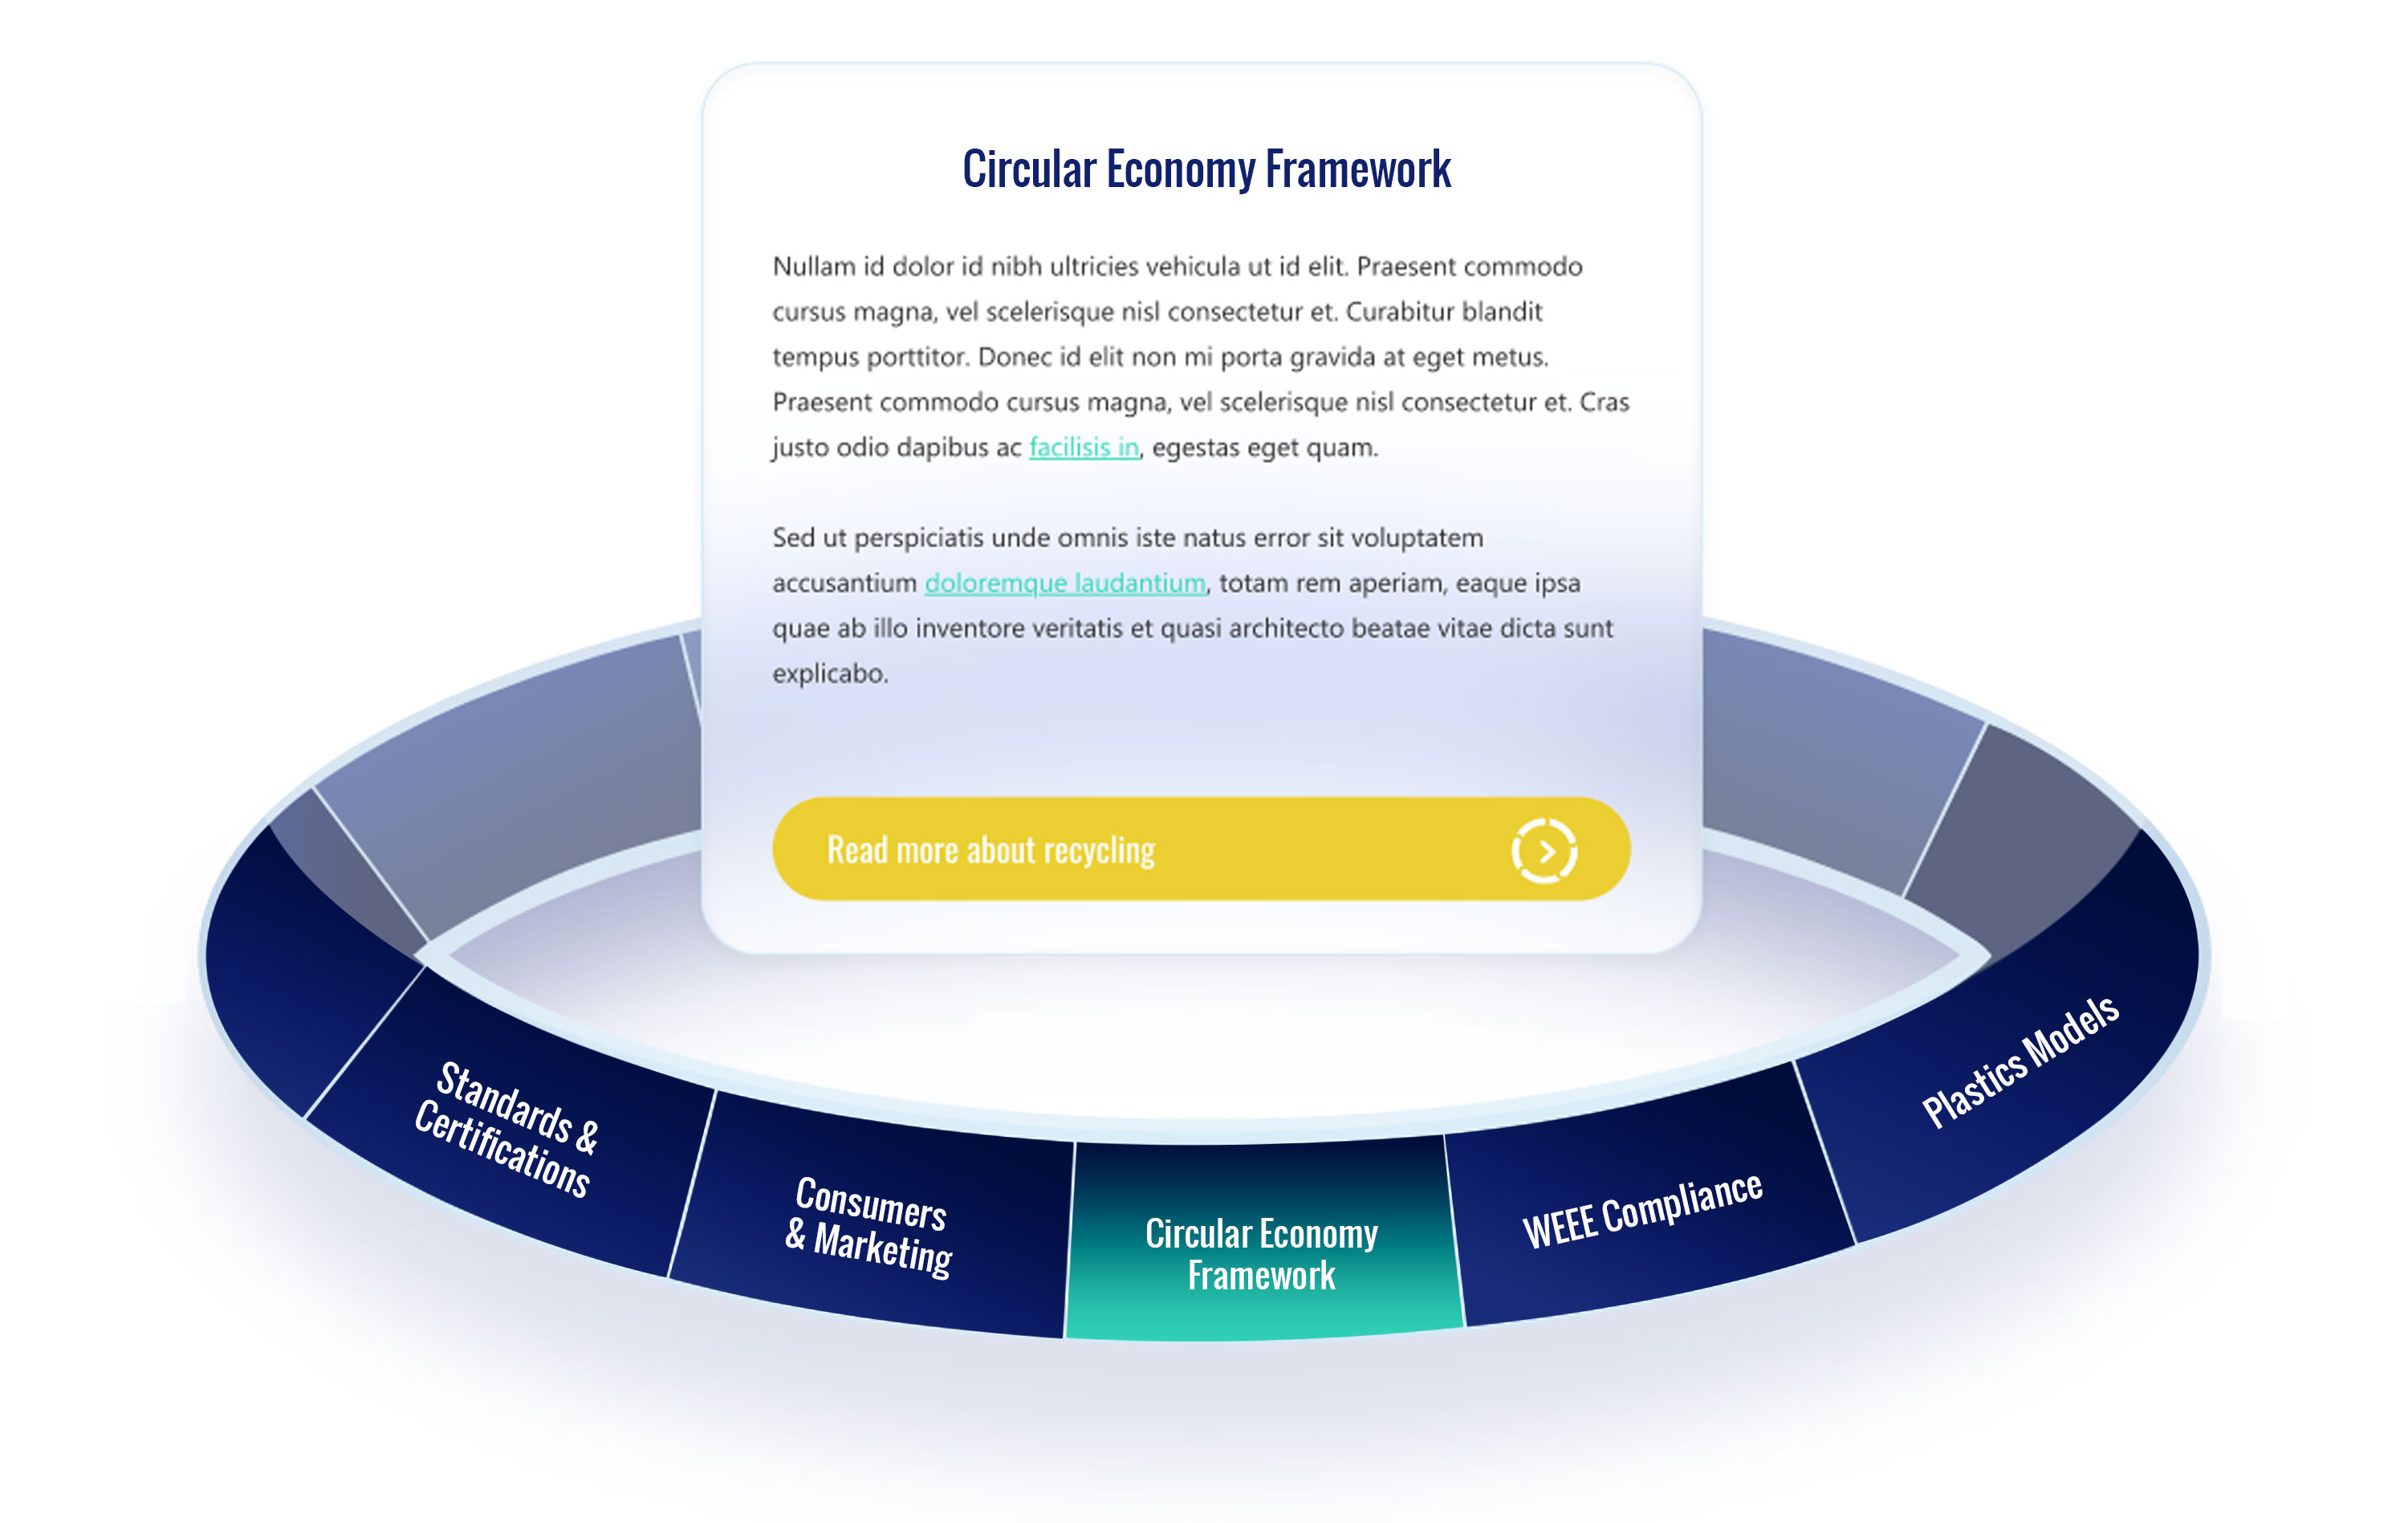 Circular Economy Framework
Nullam id dolor id nibh ultricies vehicula ut id elit. Praesent commodo
cursus magna, vel scelerisque nisl consectetur et. Curabitur blandit
tempus porttitor. Donec id elit non mi porta gravida at eget metus.
Praesent commodo cursus magna, vel scelerisque nisl consectetur et. Cras
justo odio dapibus ac facilisis in, egestas eget quam.
Sed ut perspiciatis unde omnis iste natus error sit voluptatem
accusantium doloremque laudantium, totam rem aperiam, eaque ipsa
quae ab illo inventore veritatis et quasi architecto beatae vitae dicta sunt
explicabo.
Read more about recycling
Standards &
Certifications
Consumers
& Marketing
Circular Economy
Framework
WEEE Compliance
Plastics Models